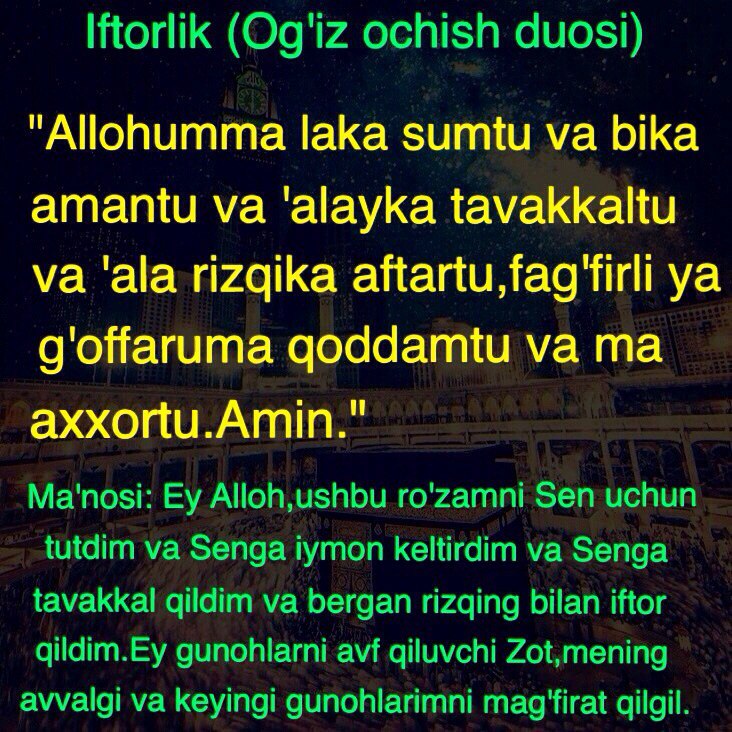 Iftorlik (Og'iz ochish duosi)
"Allohumma laka sumtu va bika
amantu va 'alayka tavakkaltu
va 'ala rizqika aftartu,fag'firli ya
g'offaruma qoddamtu va ma
axxortu.Amin."
Ma'nosi: Ey Alloh,ushbu ro'zamni Sen uchun
tutdim va Senga iymon keltirdim va Senga
tavakkal qildim va bergan rizqing bilan iftor
qildim.Ey gunohlarni avf qiluvchi Zot,mening
avvalgi va keyingi gunohlarimni mag'firat qilgil.